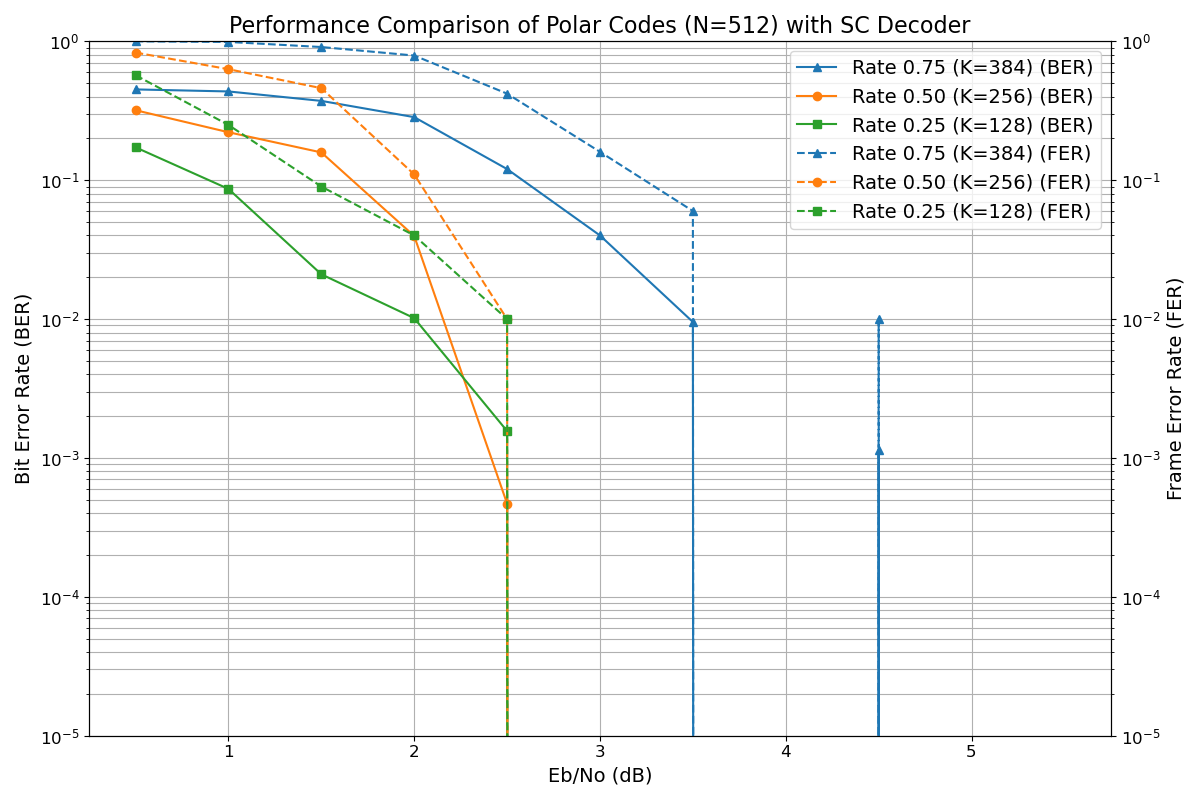 Performance Comparison of Polar Codes (N=512) with SC Decoder
10⁰
10⁻¹
10⁻²
10⁻³
10⁻⁴
10⁻⁵
Bit Error Rate (BER)
Rate 0.75 (K=384) (BER)
Rate 0.50 (K=256) (BER)
Rate 0.25 (K=128) (BER)
Rate 0.75 (K=384) (FER)
Rate 0.50 (K=256) (FER)
Rate 0.25 (K=128) (FER)
10⁰
10⁻¹
10⁻²
10⁻³
10⁻⁴
10⁻⁵
Frame Error Rate (FER)
1 2 3 4 5
Eb/No (dB)